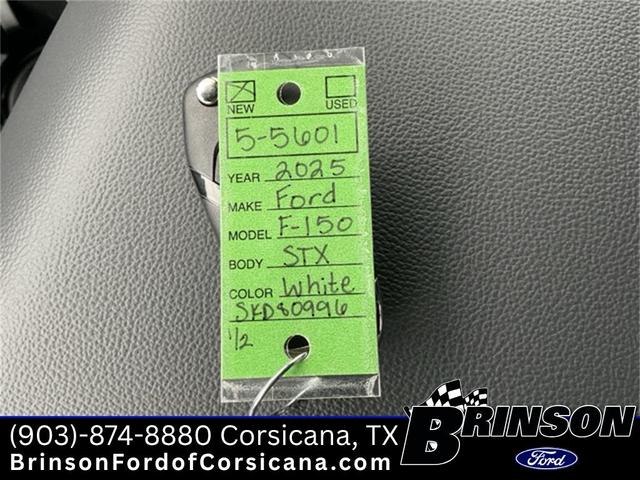 NEW USED
5-5601
YEAR 2025
MAKE Ford
MODEL F-150
BODY STX
COLOR White
SKD80996
1/2
(903)-874-8880 Corsicana, TX
BrinsonFordofCorsicana.com
BRINSON
Ford